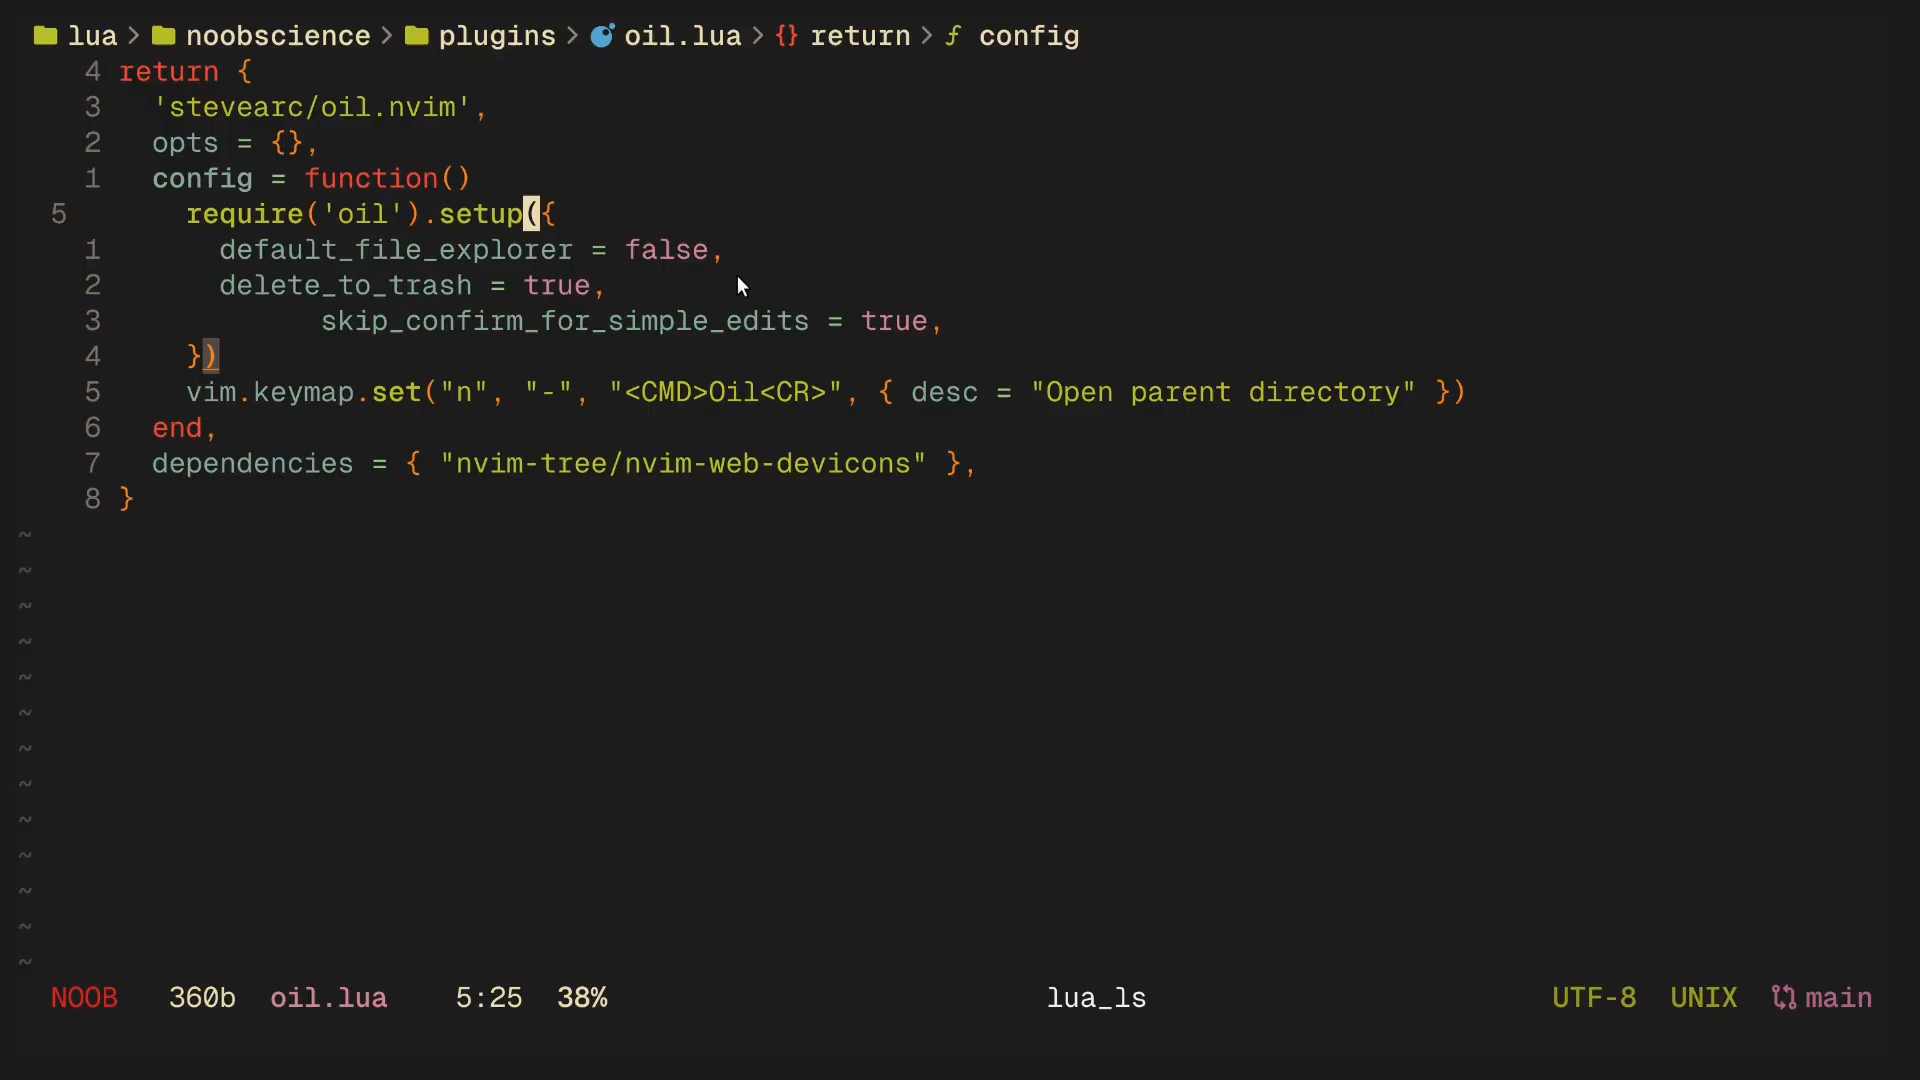 lua > noobscience > plugins > oil.lua > {} return > ƒ config
4 return {
3   'stevearc/oil.nvim',
2   opts = {},
1   config = function()
5     require('oil').setup({
1       default_file_explorer = false,
2       delete_to_trash = true,
3             skip_confirm_for_simple_edits = true,
4     })
5     vim.keymap.set("n", "-", "<CMD>Oil<CR>", { desc = "Open parent directory" })
6   end,
7   dependencies = { "nvim-tree/nvim-web-devicons" },
8 }
~
~
~
~
~
~
~
~
~
~
~
~
~
NOOB 360b oil.lua 5:25 38% lua_ls UTF-8 UNIX main